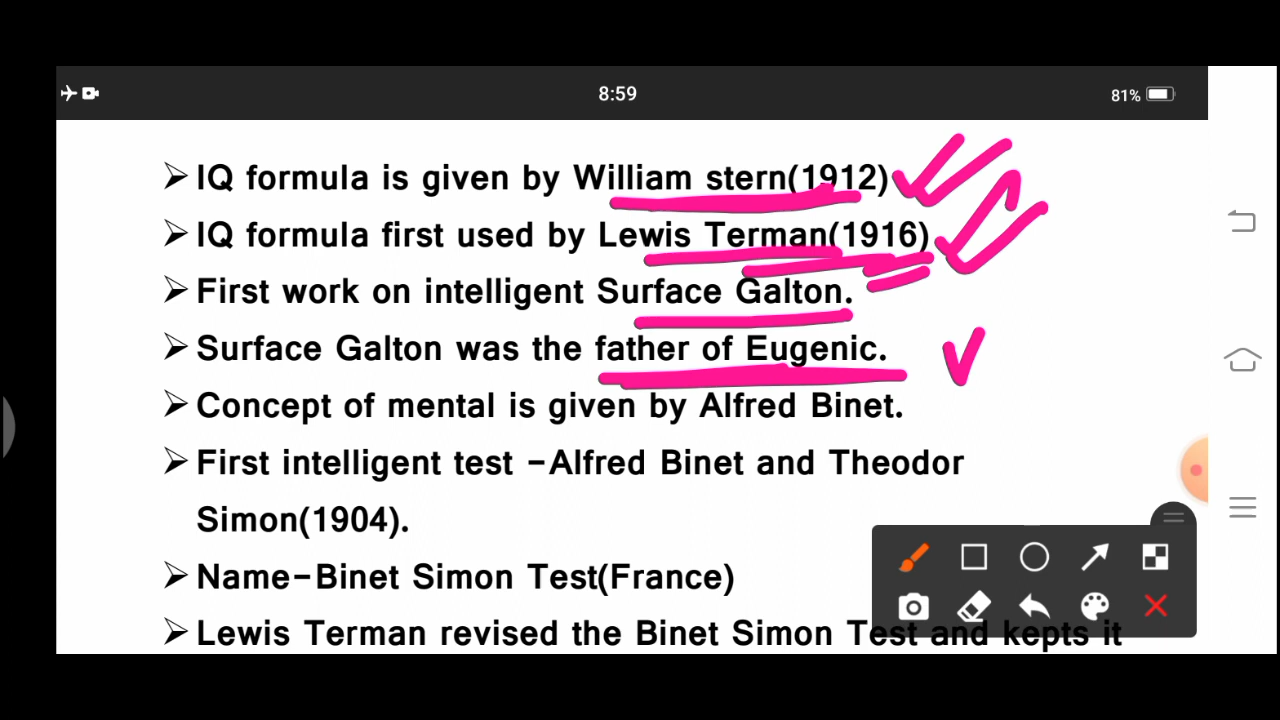 8:59
81%
➢ IQ formula is given by William stern(1912)
➢ IQ formula first used by Lewis Terman(1916)
➢ First work on intelligent Surface Galton.
➢ Surface Galton was the father of Eugenic.
➢ Concept of mental is given by Alfred Binet.
➢ First intelligent test –Alfred Binet and Theodor
Simon(1904).
➢ Name–Binet Simon Test(France)
➢ Lewis Terman revised the Binet Simon Test and kepts it